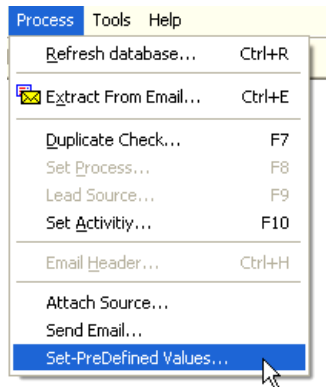 Process Tools Help
Refresh database... Ctrl+R
Extract From Email... Ctrl+E
Duplicate Check... F7
Set Process... F8
Lead Source... F9
Set Activitiy... F10
Email Header... Ctrl+H
Attach Source...
Send Email...
Set-PreDefined Values...